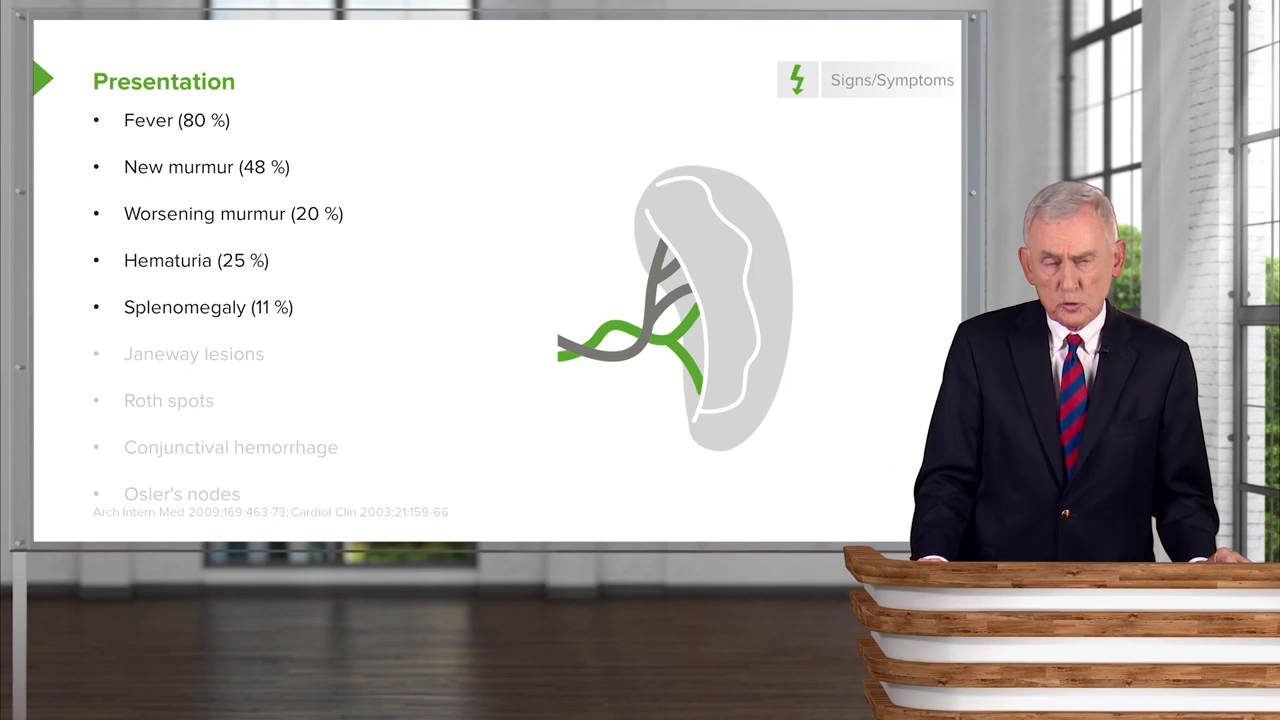 Presentation
Signs/Symptoms
• Fever (80 %)
• New murmur (48 %)
• Worsening murmur (20 %)
• Hematuria (25 %)
• Splenomegaly (11 %)
• Janeway lesions
• Roth spots
• Conjunctival hemorrhage
• Osler's nodes
Arch Intern Med 2009;169:463-73; Cardiol Clin 2003;21:159-66